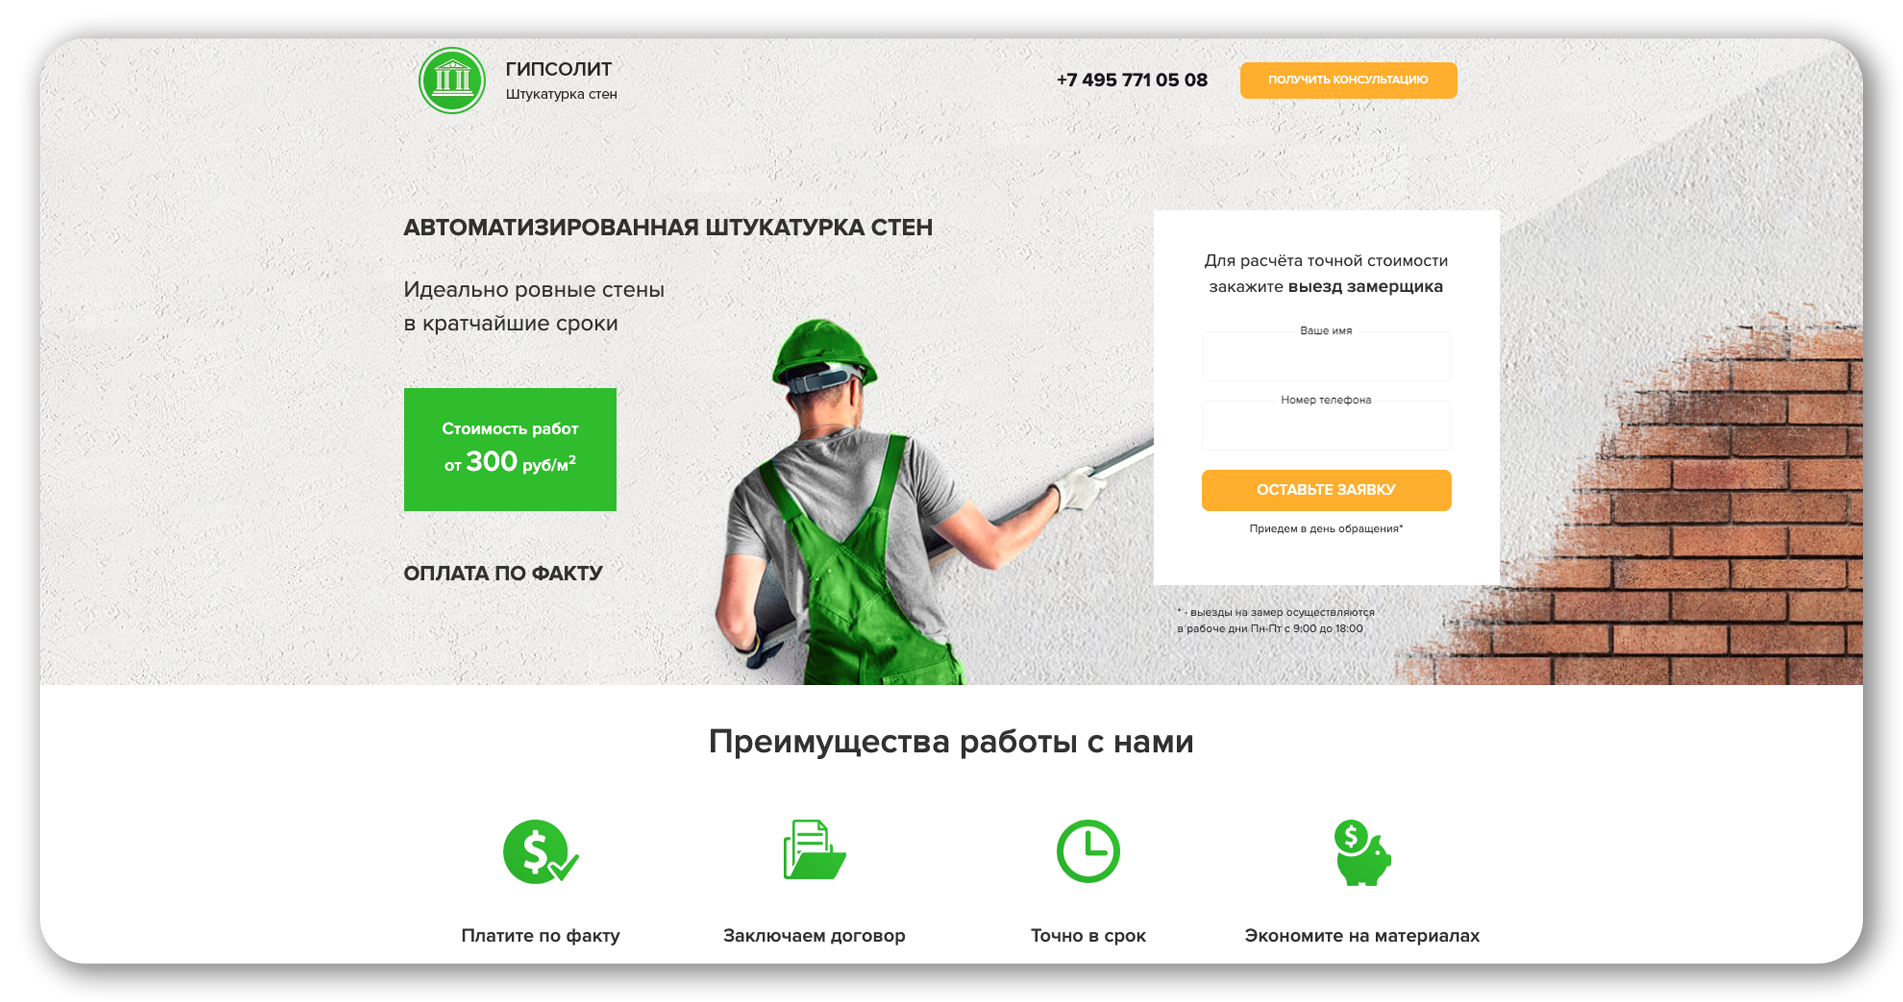 ГИПСОЛИТ
Штукатурка стен
+7 495 771 05 08
ПОЛУЧИТЬ КОНСУЛЬТАЦИЮ
АВТОМАТИЗИРОВАННАЯ ШТУКАТУРКА СТЕН
Идеально ровные стены
в кратчайшие сроки
Стоимость работ
от 300 руб/м²
ОПЛАТА ПО ФАКТУ
Для расчёта точной стоимости
закажите выезд замерщика
Ваше имя
Номер телефона
ОСТАВЬТЕ ЗАЯВКУ
Приедем в день обращения*
* - выезды на замер осуществляются
в рабоче дни Пн-Пт с 9:00 до 18:00
Преимущества работы с нами
Платите по факту
Заключаем договор
Точно в срок
Экономите на материалах